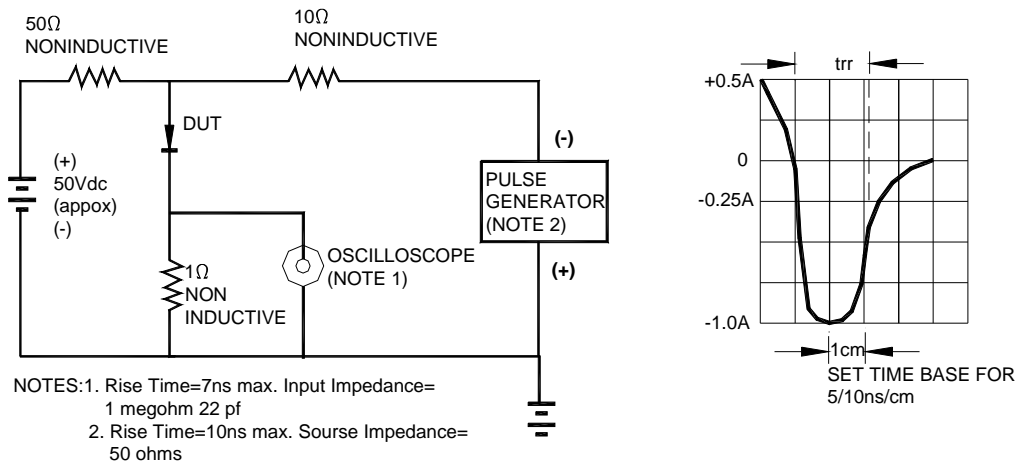 50Ω
NONINDUCTIVE
10Ω
NONINDUCTIVE
DUT
(+)
50Vdc
(appox)
(-)
1Ω
NON
INDUCTIVE
OSCILLOSCOPE
(NOTE 1)
(-)
PULSE
GENERATOR
(NOTE 2)
(+)
NOTES:1. Rise Time=7ns max. Input Impedance=
1 megohm 22 pf
2. Rise Time=10ns max. Sourse Impedance=
50 ohms
trr
+0.5A
0
-0.25A
-1.0A
1cm
SET TIME BASE FOR
5/10ns/cm